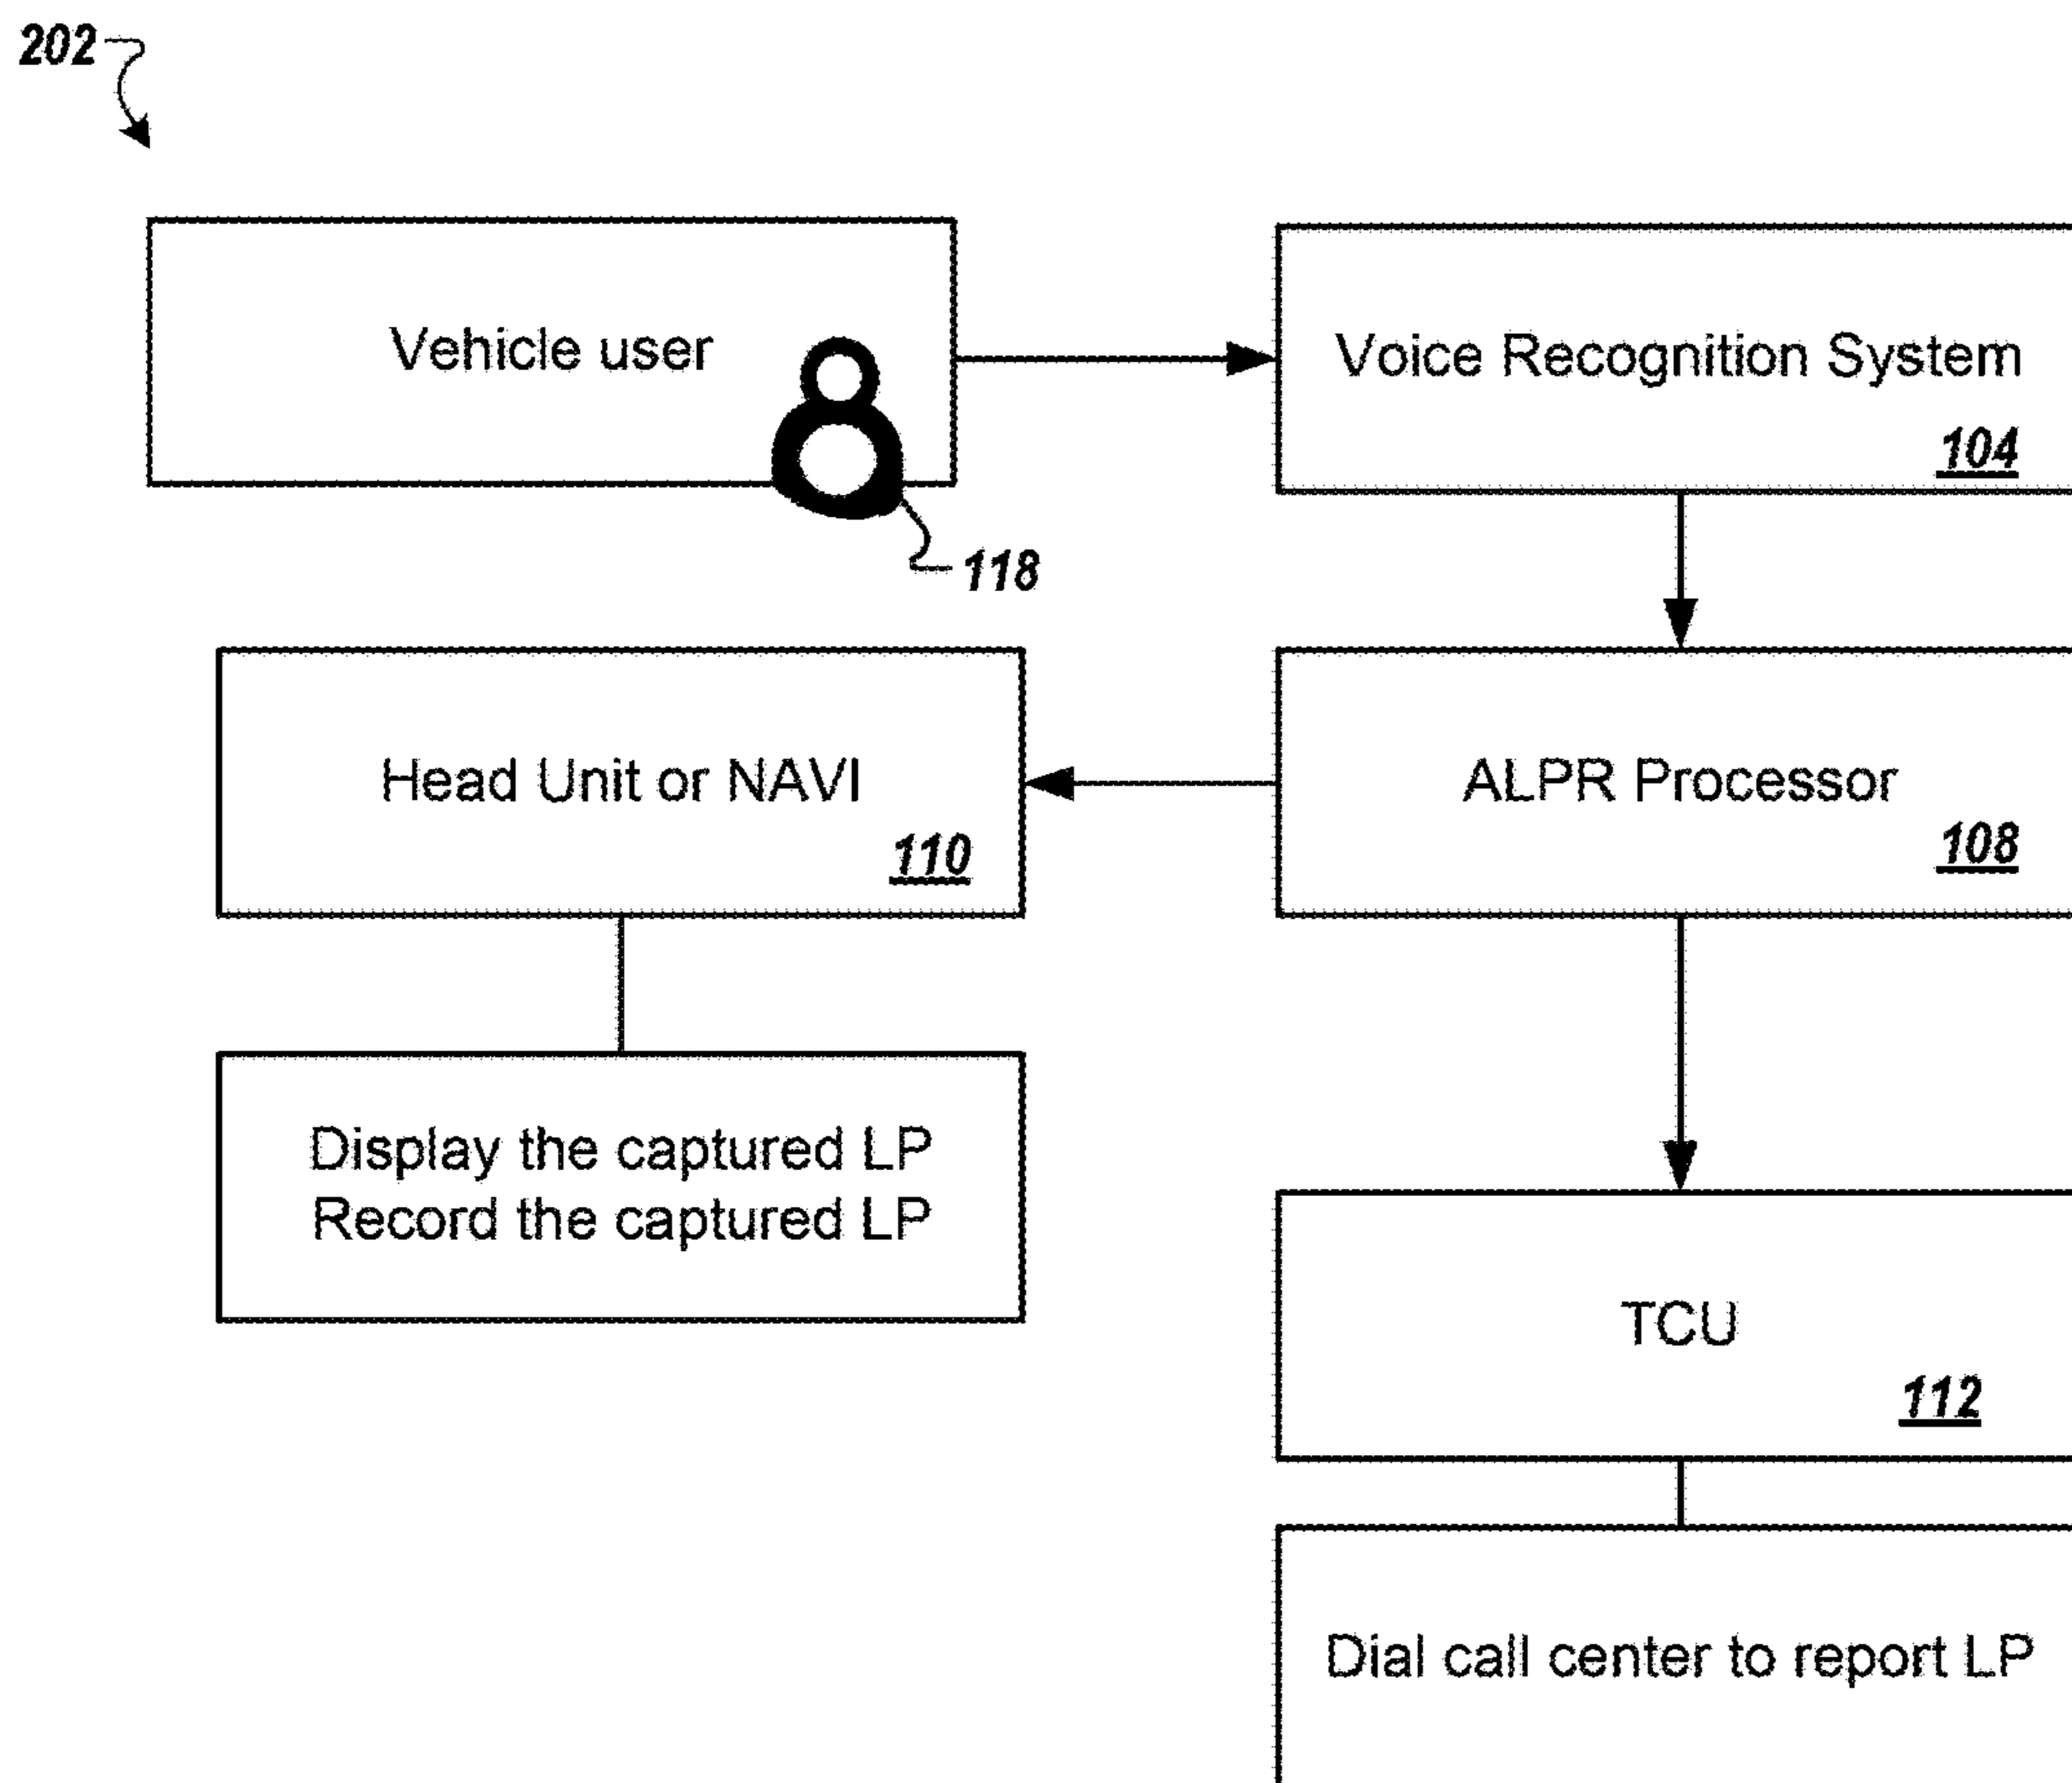 202
Vehicle user
118
Voice Recognition System
104
Head Unit or NAVI
110
ALPR Processor
108
Display the captured LP
Record the captured LP
TCU
112
Dial call center to report LP